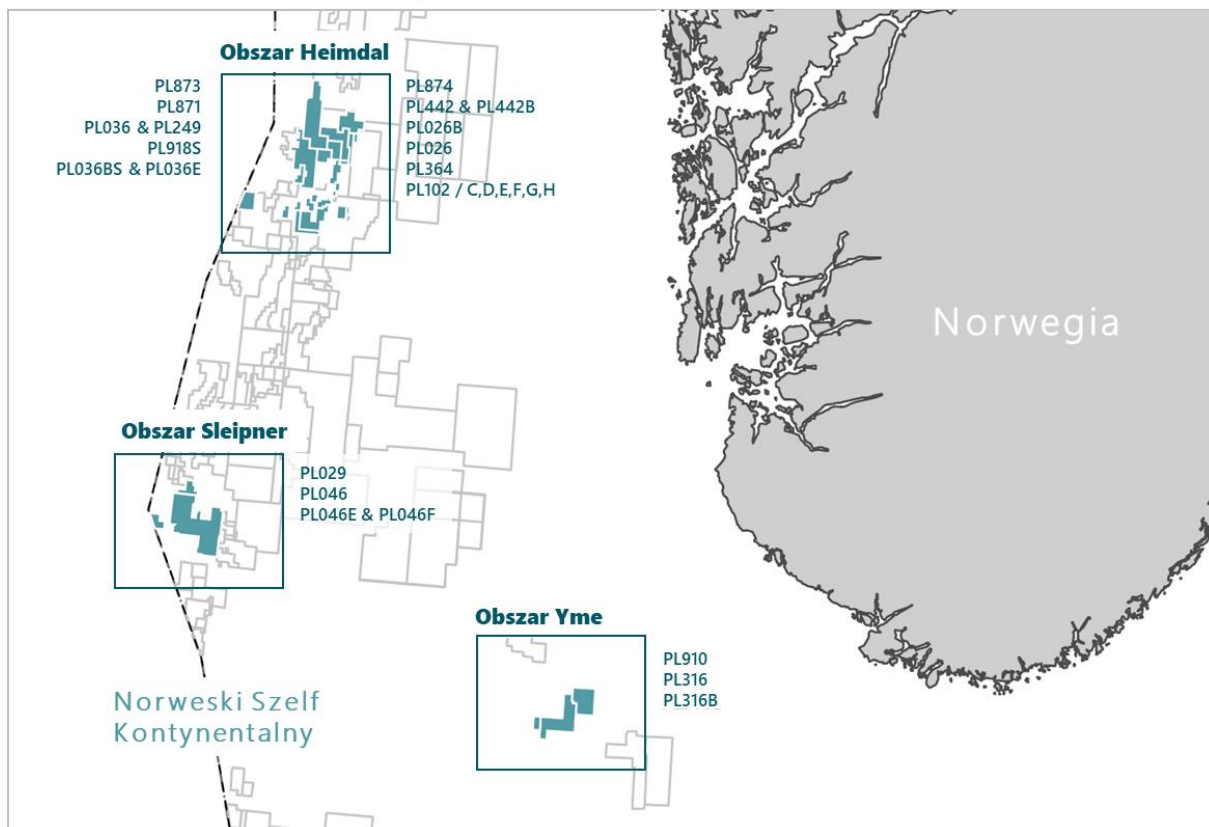 Obszar Heimdal
PL873
PL871
PL036 & PL249
PL918S
PL036BS & PL036E
PL874
PL442 & PL442B
PL026B
PL026
PL364
PL102 / C,D,E,F,G,H
Norwegia
Obszar Sleipner
PL029
PL046
PL046E & PL046F
Obszar Yme
PL910
PL316
PL316B
Norweski Szelf
Kontynentalny